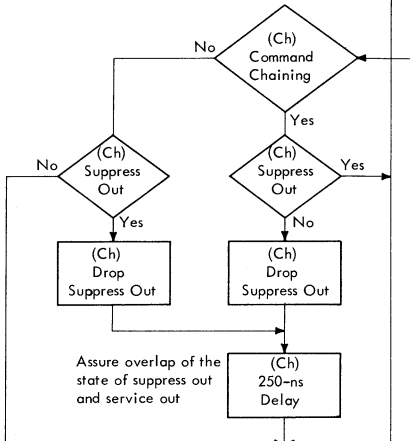 (Ch)
Command
Chaining
No
Yes
(Ch)
Suppress
Out
No
Yes
(Ch)
Suppress
Out
Yes
No
(Ch)
Drop
Suppress Out
(Ch)
Drop
Suppress Out
Assure overlap of the
state of suppress out
and service out
(Ch)
250-ns
Delay